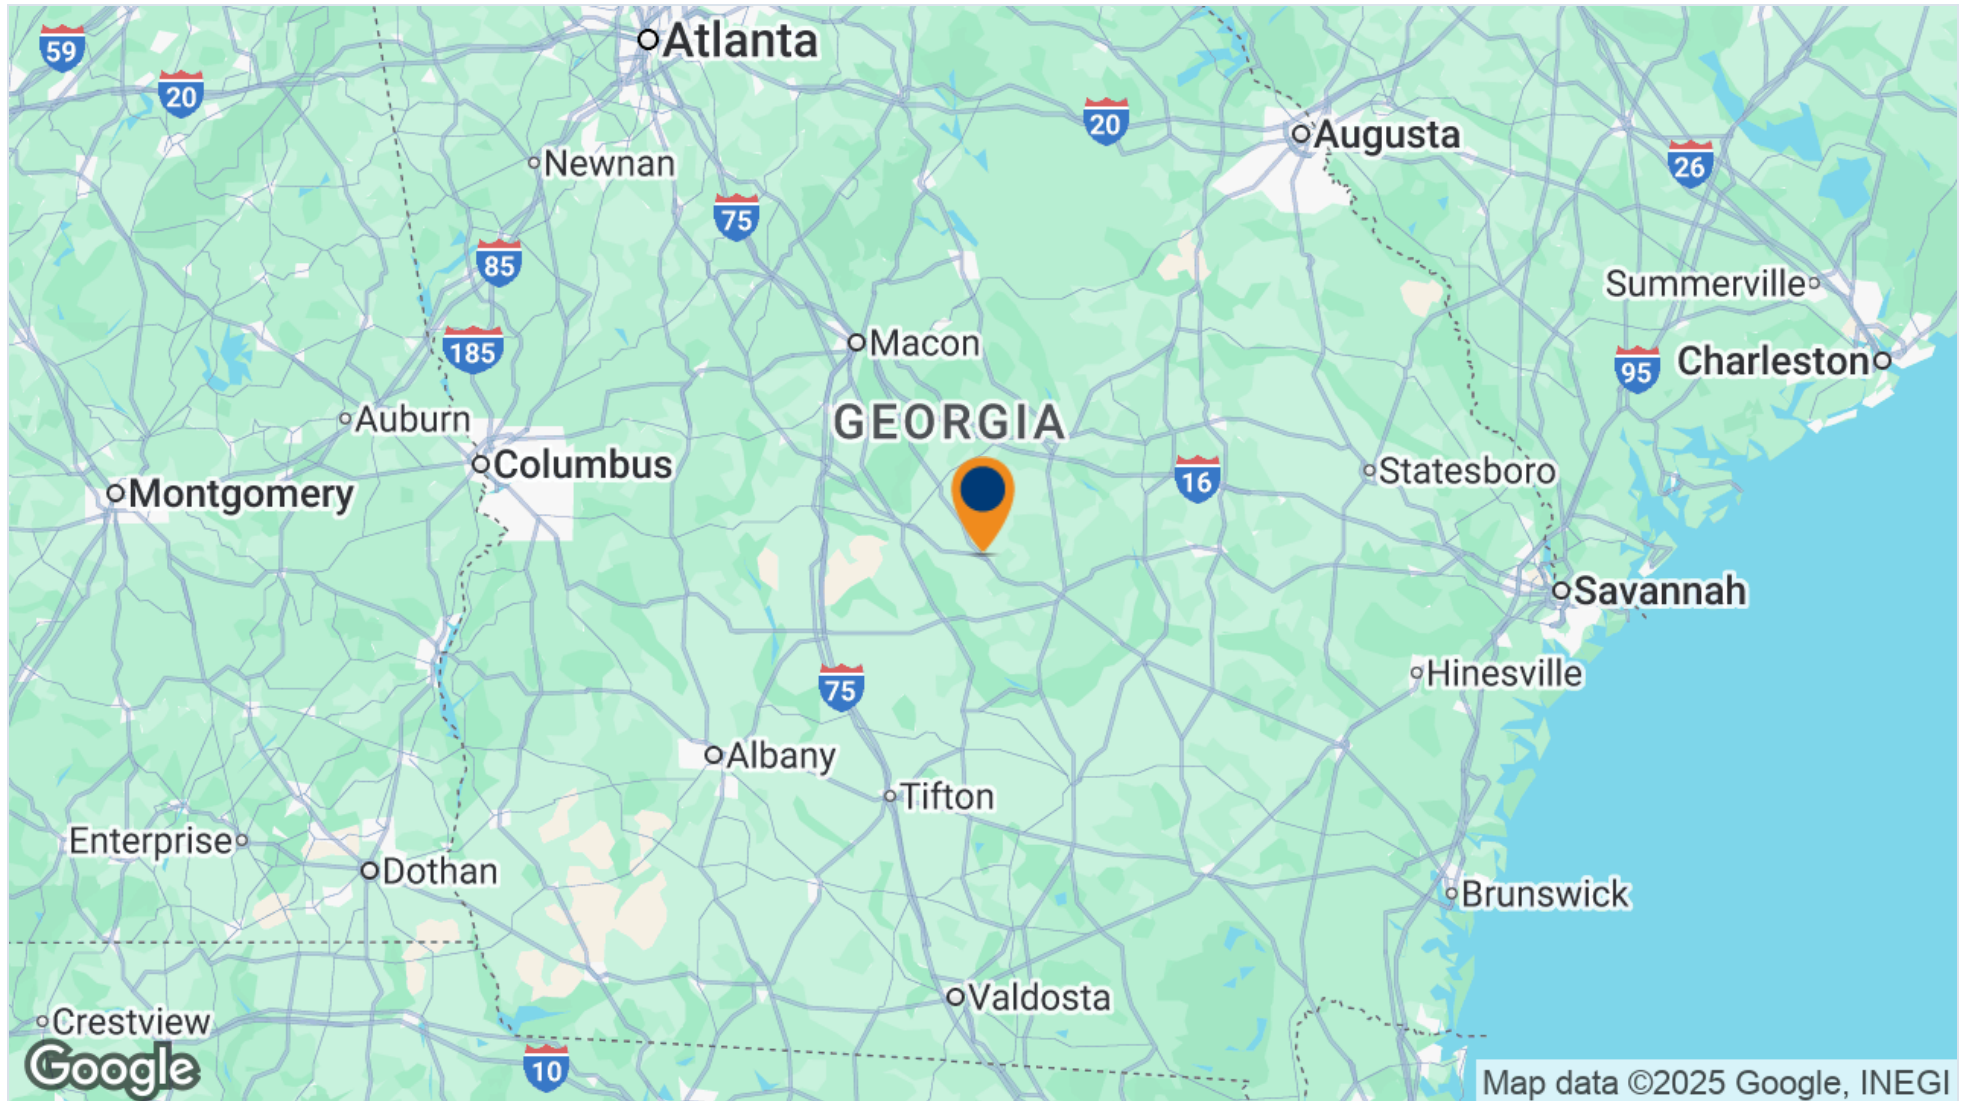 Atlanta
59
20
20
Augusta
Newnan
26
75
85
Summerville
Macon
185
95
Charleston
Auburn
GEORGIA
Columbus
Statesboro
16
Montgomery
Savannah
Hinesville
75
Albany
Tifton
Enterprise
Dothan
Brunswick
Valdosta
Crestview
Google
10
Map data ©2025 Google, INEGI